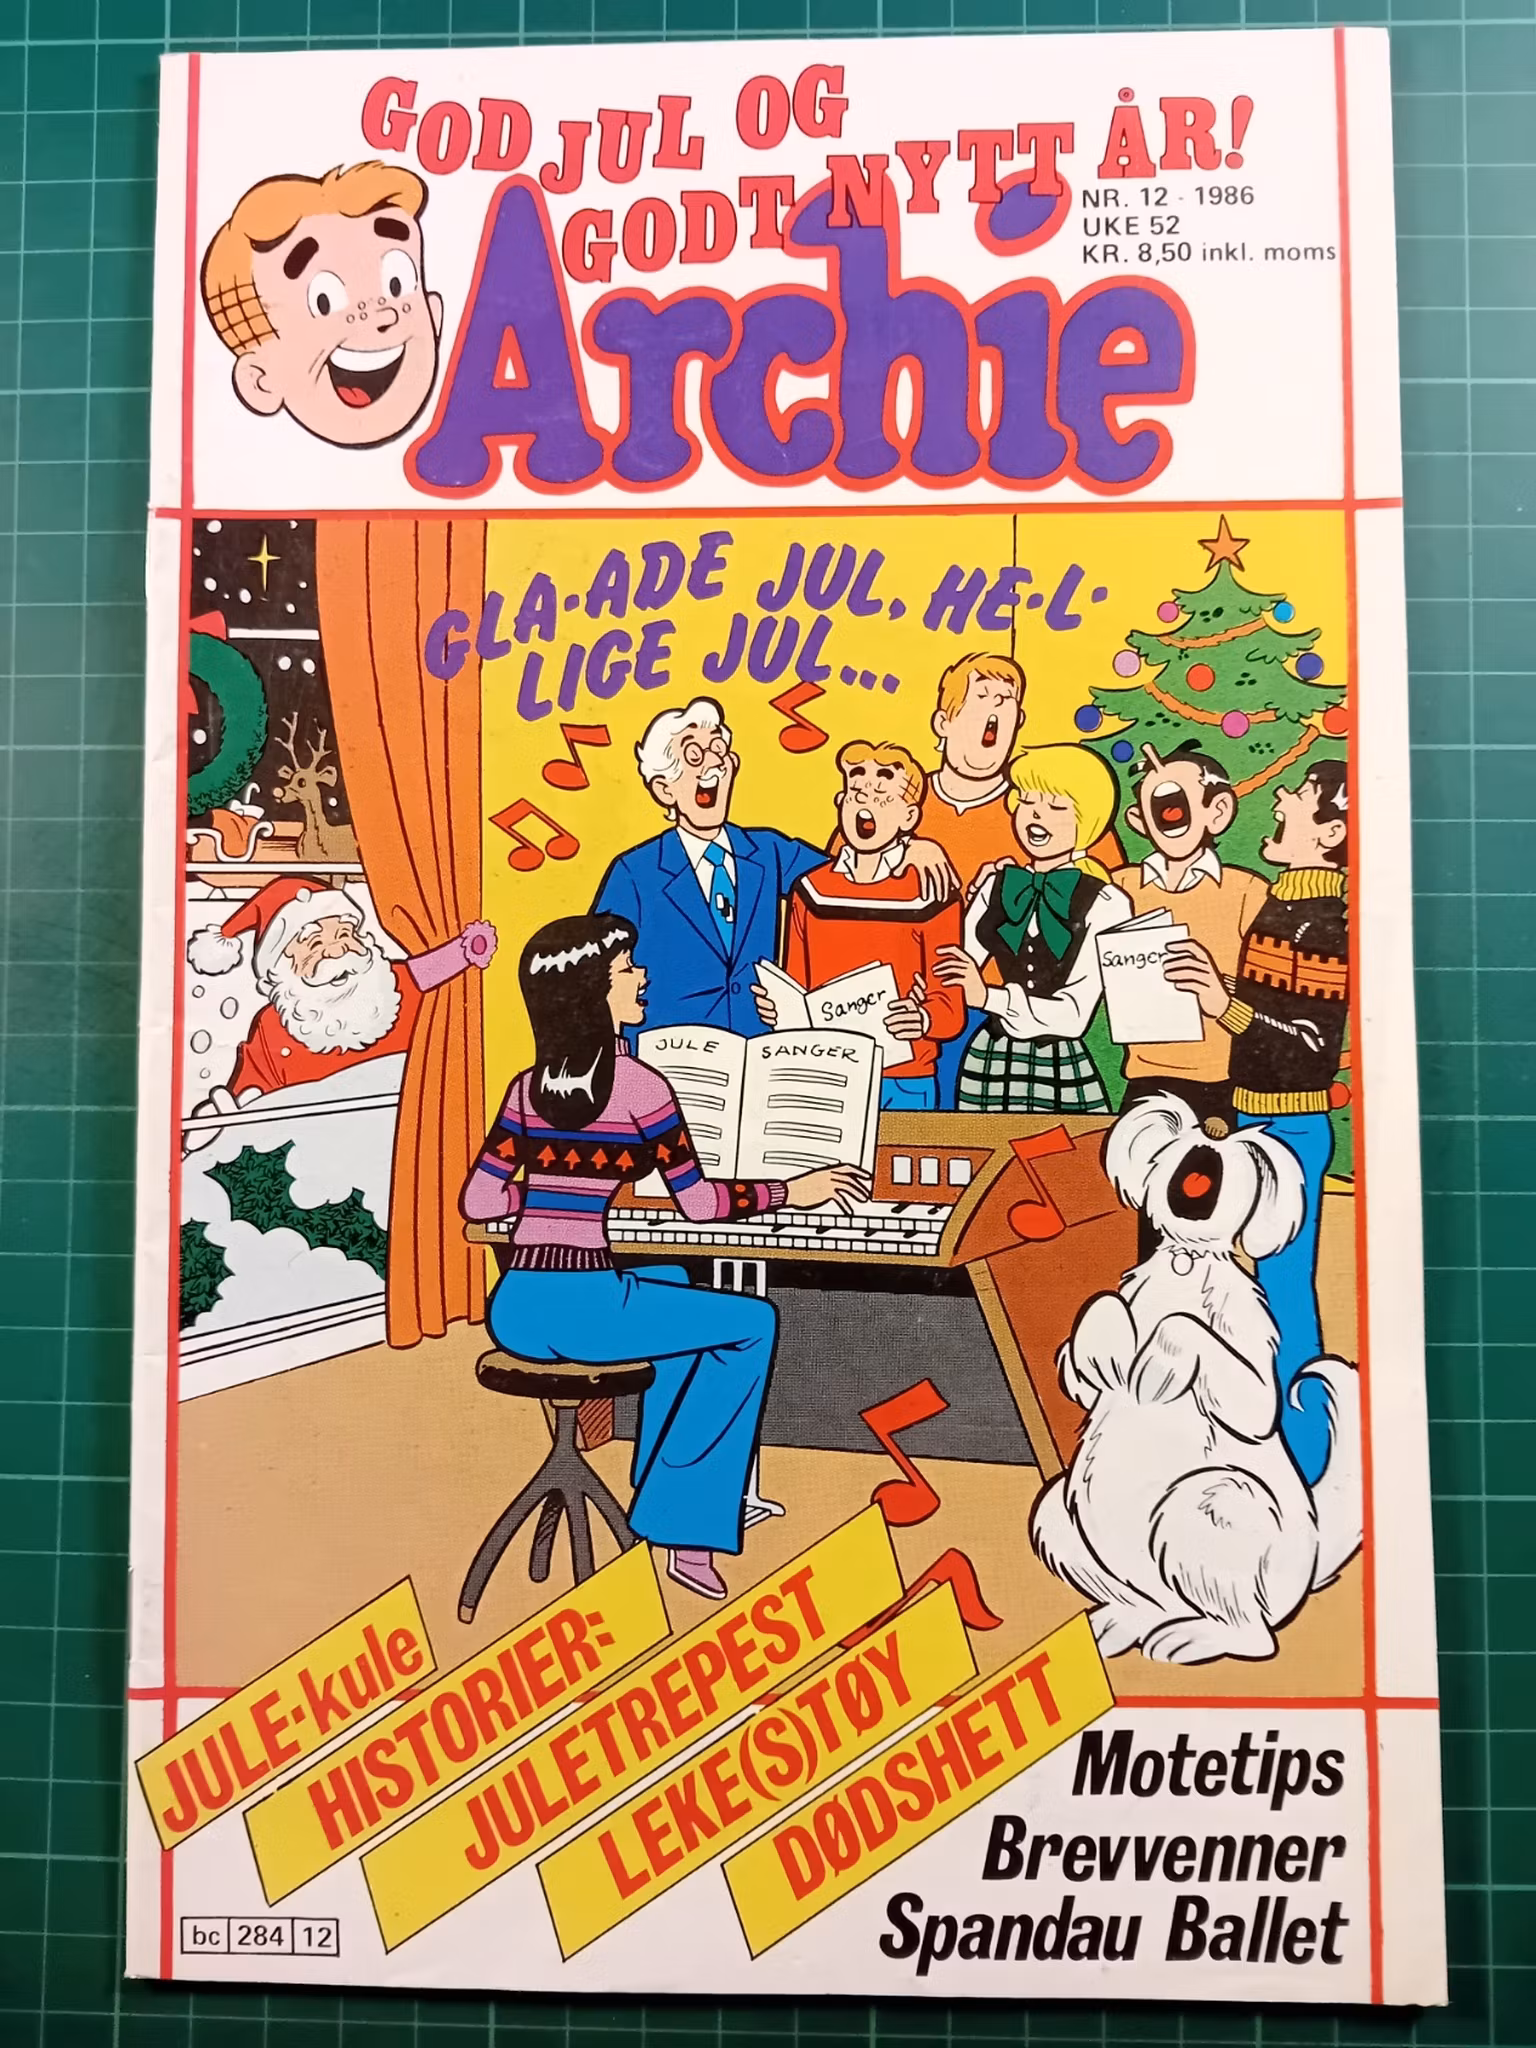 GOD JUL OG
GODT NYTT ÅR!
Archie
NR. 12 - 1986
UKE 52
KR. 8,50 inkl. moms
GLA-ADE JUL, HE-L-
LIGE JUL...
Sanger
Sanger
JULE SANGER
JULE-kule
HISTORIER:
JULETREPEST
LEKE(S)TØY
DØDSHETT
Motetips
Brevvenner
Spandau Ballet
bc 284 12